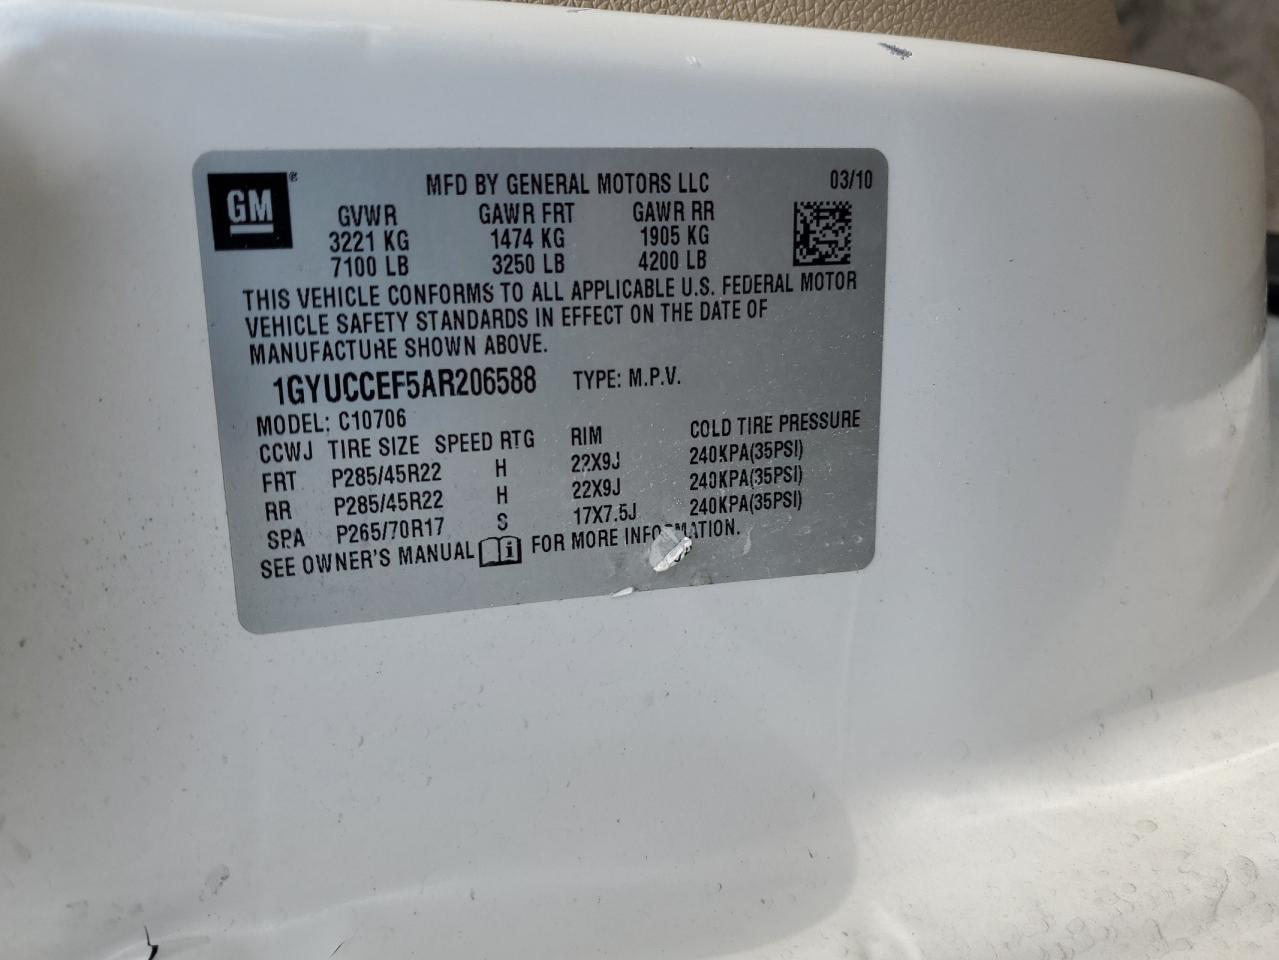 GM ® MFD BY GENERAL MOTORS LLC 03/10
GVWR GAWR FRT GAWR RR
3221 KG 1474 KG 1905 KG
7100 LB 3250 LB 4200 LB
THIS VEHICLE CONFORMS TO ALL APPLICABLE U.S. FEDERAL MOTOR
VEHICLE SAFETY STANDARDS IN EFFECT ON THE DATE OF
MANUFACTURE SHOWN ABOVE.
1GYUCCEF5AR206588 TYPE: M.P.V.
MODEL: C10706
CCWJ TIRE SIZE SPEED RTG RIM COLD TIRE PRESSURE
FRT P285/45R22 H 22X9J 240KPA(35PSI)
RR P285/45R22 H 22X9J 240KPA(35PSI)
SPA P265/70R17 S 17X7.5J 240KPA(35PSI)
SEE OWNER'S MANUAL i FOR MORE INFORMATION.